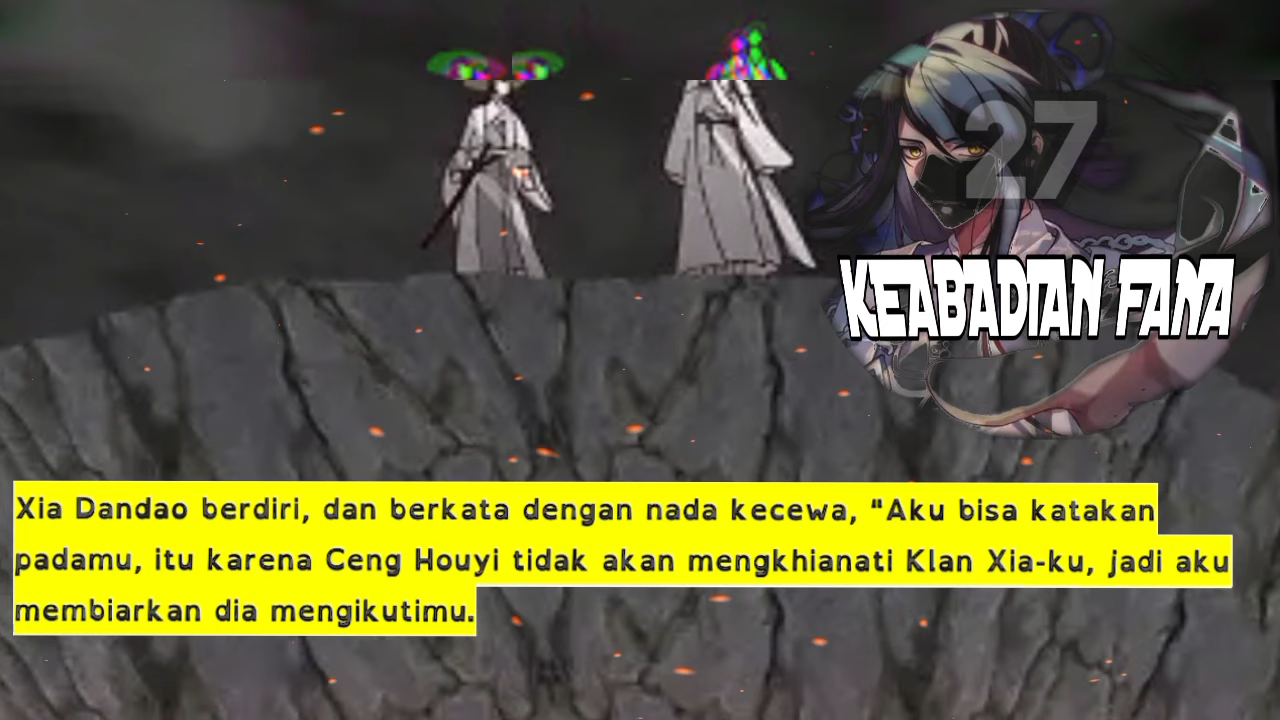 27
KEABADIAN FANA
Xia Dandao berdiri, dan berkata dengan nada kecewa, "Aku bisa katakan
padamu, itu karena Ceng Houyi tidak akan mengkhianati Klan Xia-ku, jadi aku
membiarkan dia mengikutimu.